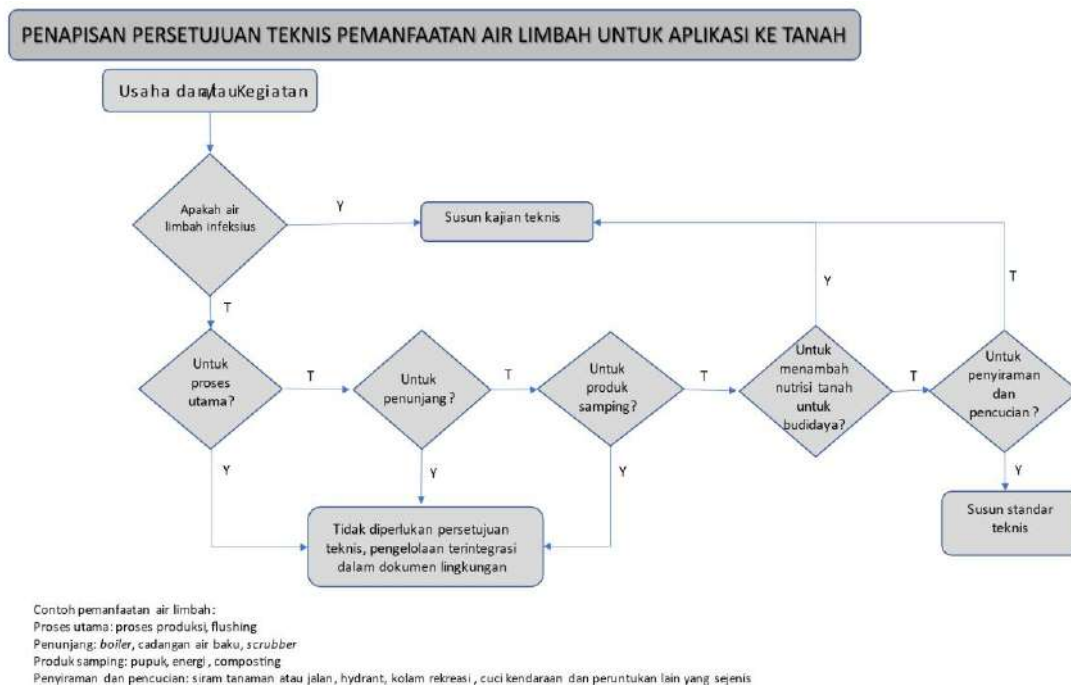 PENAPISAN PERSETUJUAN TEKNIS PEMANFAATAN AIR LIMBAH UNTUK APLIKASI KE TANAH
Usaha dan/atau Kegiatan
Apakah air
limbah infeksius
Y
Susun kajian teknis
T
Y
T
Untuk
proses
utama?
T
Untuk
penunjang?
T
Untuk
produk
samping?
T
Untuk
menambah
nutrisi tanah
untuk
budidaya?
T
Untuk
penyiraman
dan
pencucian ?
Y
Y
Y
Y
Tidak diperlukan persetujuan
teknis, pengelolaan terintegrasi
dalam dokumen lingkungan
Susun standar
teknis
Contoh pemanfaatan air limbah:
Proses utama: proses produksi, flushing
Penunjang: boiler, cadangan air baku, scrubber
Produk samping: pupuk, energi , composting
Penyiraman dan pencucian: siram tanaman atau jalan, hydrant, kolam rekreasi , cuci kendaraan dan peruntukan lain yang sejenis